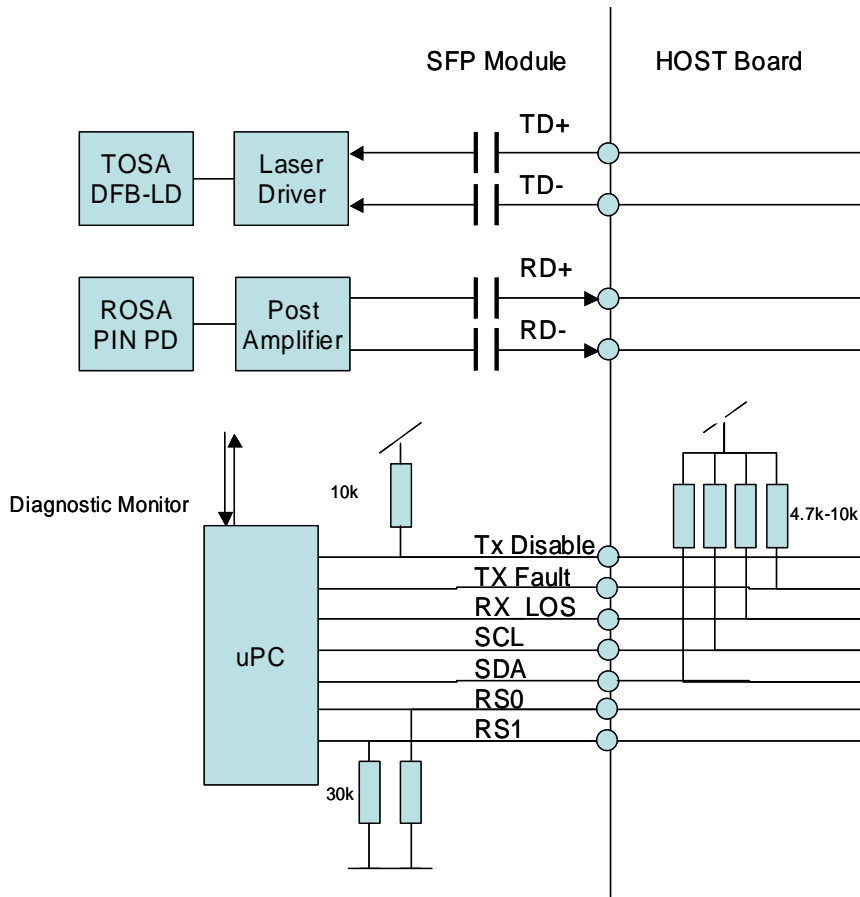 SFP Module
HOST Board
TD+
TOSA
DFB-LD
Laser
Driver
TD-
RD+
ROSA
PIN PD
Post
Amplifier
RD-
10k
Diagnostic Monitor
4.7k-10k
Tx Disable
TX Fault
RX_LOS
uPC
SCL
SDA
RS0
RS1
30k